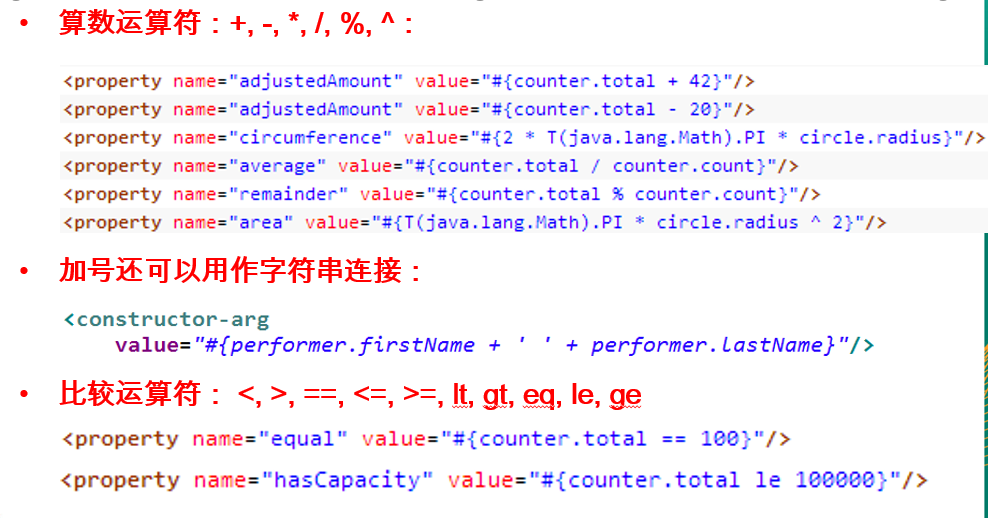 • 算数运算符：+, -, *, /, %, ^：
<property name="adjustedAmount" value="#{counter.total + 42}"/>
<property name="adjustedAmount" value="#{counter.total - 20}"/>
<property name="circumference" value="#{2 * T(java.lang.Math).PI * circle.radius}"/>
<property name="average" value="#{counter.total / counter.count}"/>
<property name="remainder" value="#{counter.total % counter.count}"/>
<property name="area" value="#{T(java.lang.Math).PI * circle.radius ^ 2}"/>
• 加号还可以用作字符串连接：
<constructor-arg
value="#{performer.firstName + ' ' + performer.lastName}"/>
• 比较运算符： <, >, ==, <=, >=, lt, gt, eq, le, ge
<property name="equal" value="#{counter.total == 100}"/>
<property name="hasCapacity" value="#{counter.total le 100000}"/>